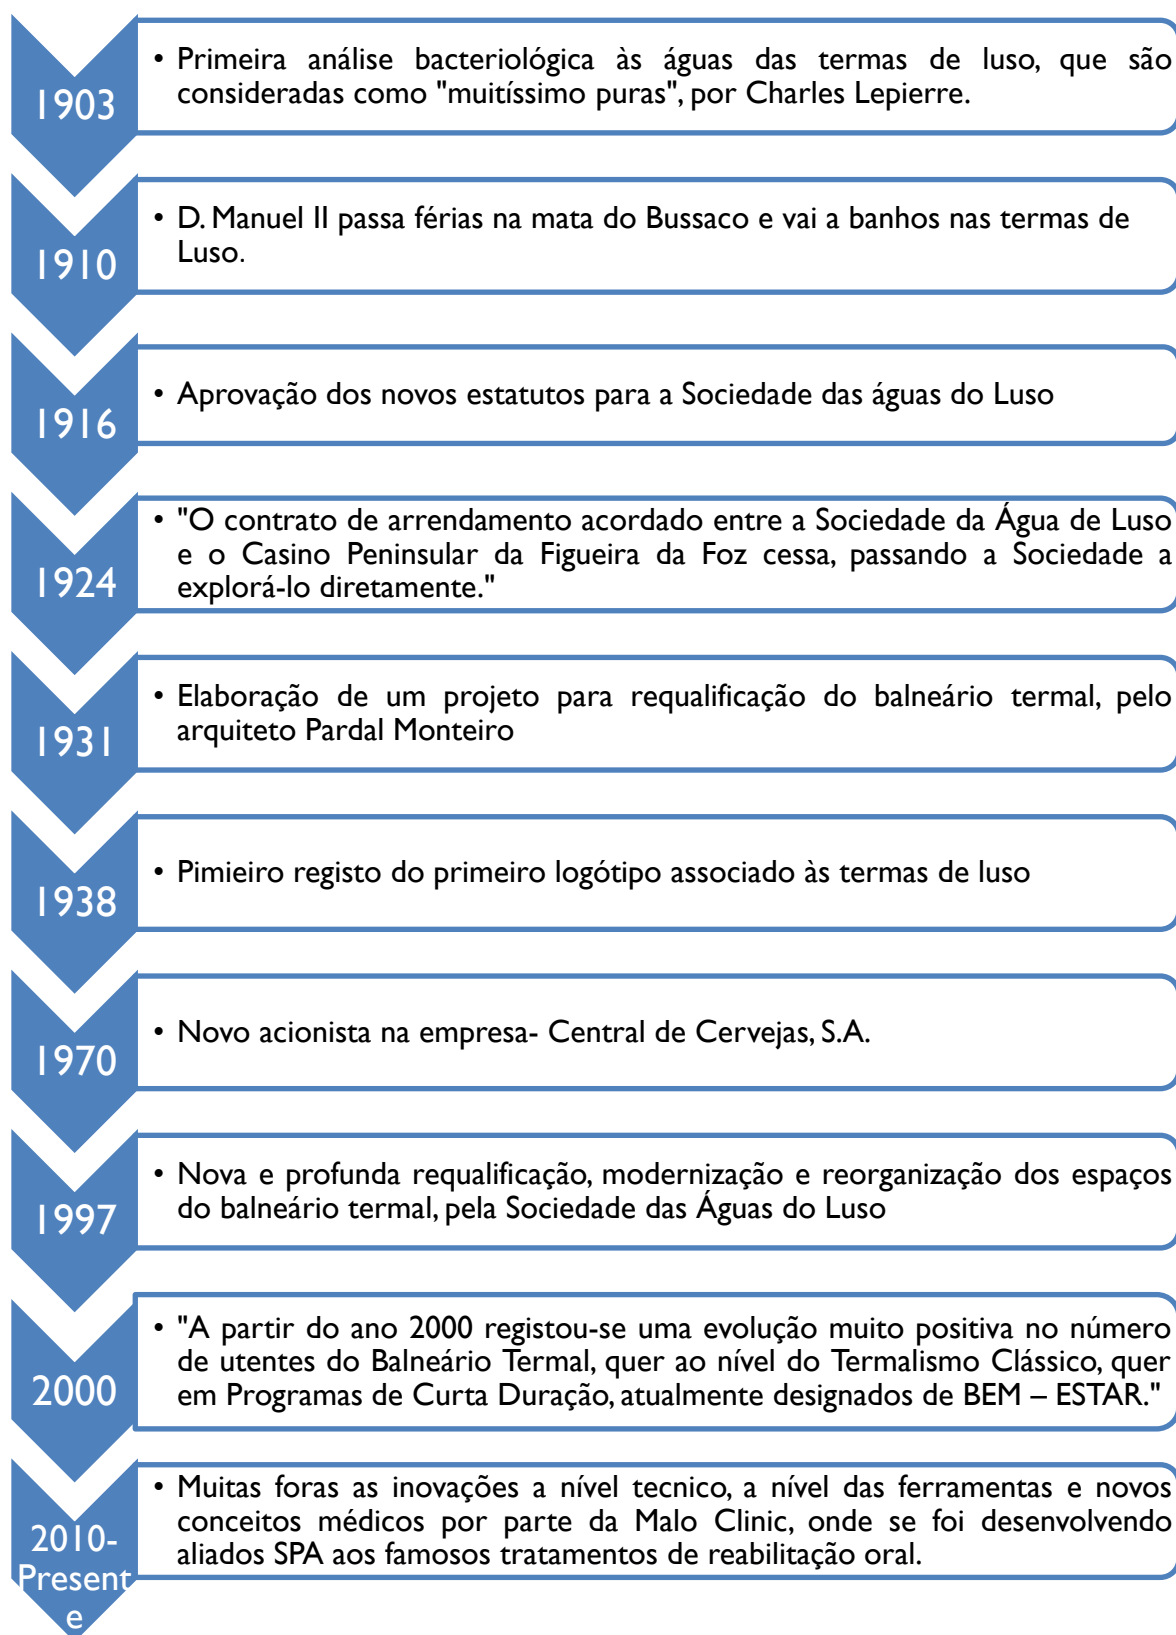 1903
• Primeira análise bacteriológica às águas das termas de luso, que são
consideradas como "muitíssimo puras", por Charles Lepierre.
1910
• D. Manuel II passa férias na mata do Bussaco e vai a banhos nas termas de
Luso.
1916
• Aprovação dos novos estatutos para a Sociedade das águas do Luso
1924
• "O contrato de arrendamento acordado entre a Sociedade da Água de Luso
e o Casino Peninsular da Figueira da Foz cessa, passando a Sociedade a
explorá-lo diretamente."
1931
• Elaboração de um projeto para requalificação do balneário termal, pelo
arquiteto Pardal Monteiro
1938
• Pimieiro registo do primeiro logótipo associado às termas de luso
1970
• Novo acionista na empresa- Central de Cervejas, S.A.
1997
• Nova e profunda requalificação, modernização e reorganização dos espaços
do balneário termal, pela Sociedade das Águas do Luso
2000
• "A partir do ano 2000 registou-se uma evolução muito positiva no número
de utentes do Balneário Termal, quer ao nível do Termalismo Clássico, quer
em Programas de Curta Duração, atualmente designados de BEM – ESTAR."
2010-
Present
e
• Muitas foras as inovações a nível tecnico, a nível das ferramentas e novos
conceitos médicos por parte da Malo Clinic, onde se foi desenvolvendo
aliados SPA aos famosos tratamentos de reabilitação oral.